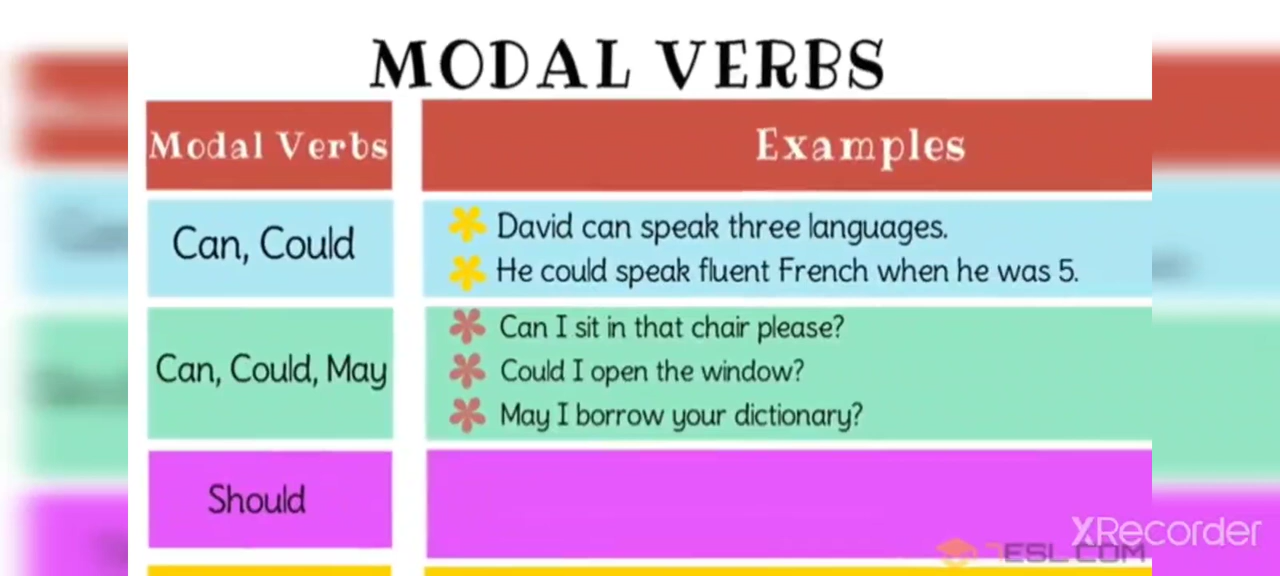 MODAL VERBS
Modal Verbs
Examples
Can, Could
David can speak three languages.
He could speak fluent French when he was 5.
Can, Could, May
Can I sit in that chair please?
Could I open the window?
May I borrow your dictionary?
Should
7ESL.COM
XRecorder